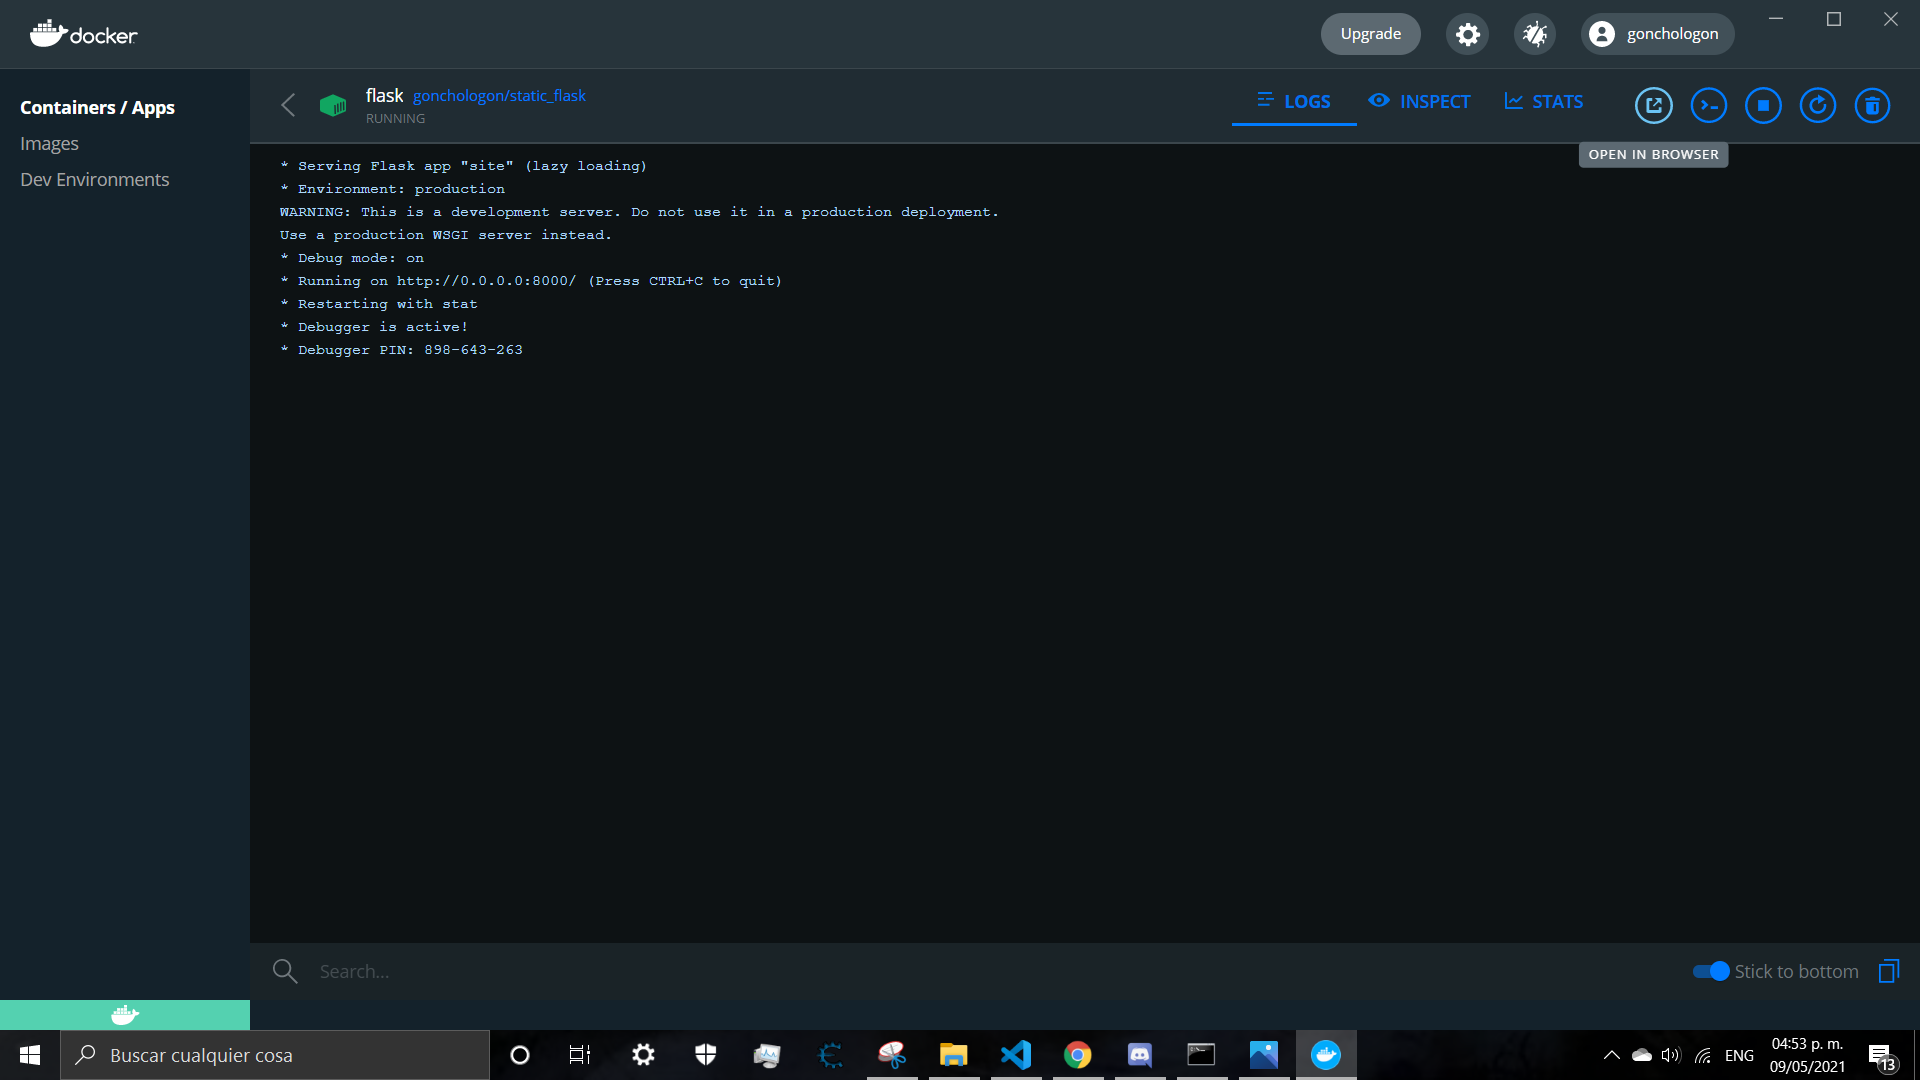 docker
Upgrade
gonchologon
Containers / Apps
Images
Dev Environments
flask gonchologon/static_flask
RUNNING
LOGS
INSPECT
STATS
OPEN IN BROWSER
* Serving Flask app "site" (lazy loading)
* Environment: production
WARNING: This is a development server. Do not use it in a production deployment.
Use a production WSGI server instead.
* Debug mode: on
* Running on http://0.0.0.0:8000/ (Press CTRL+C to quit)
* Restarting with stat
* Debugger is active!
* Debugger PIN: 898-643-263
Search...
Stick to bottom
Buscar cualquier cosa
ENG
04:53 p. m.
09/05/2021
13